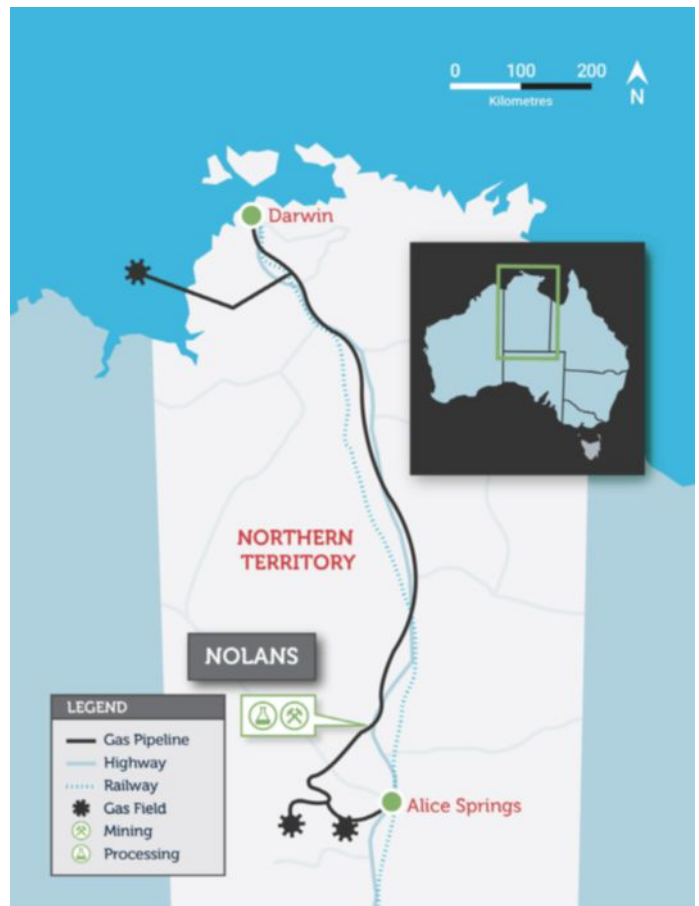 0 100 200
Kilometres
N
Darwin
NORTHERN
TERRITORY
NOLANS
LEGEND
Gas Pipeline
Highway
Railway
Gas Field
Mining
Processing
Alice Springs